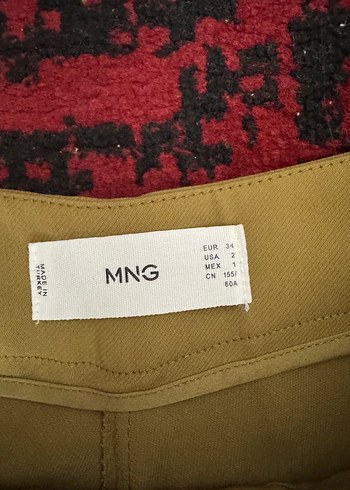 MADE IN
TURKEY
MNG
EUR 34
USA 2
MEX 1
CN 155/
60A